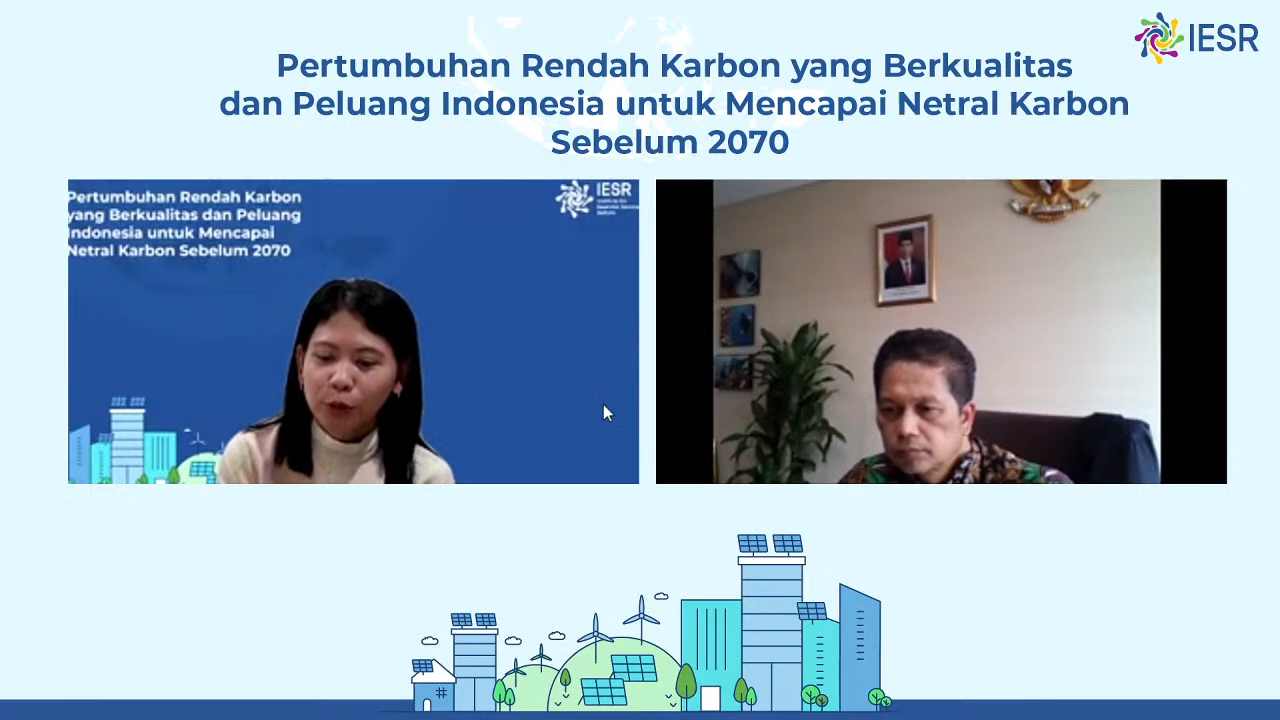 Pertumbuhan Rendah Karbon yang Berkualitas
dan Peluang Indonesia untuk Mencapai Netral Karbon
Sebelum 2070
IESR
Pertumbuhan Rendah Karbon
yang Berkualitas dan Peluang
Indonesia untuk Mencapai
Netral Karbon Sebelum 2070
IESR